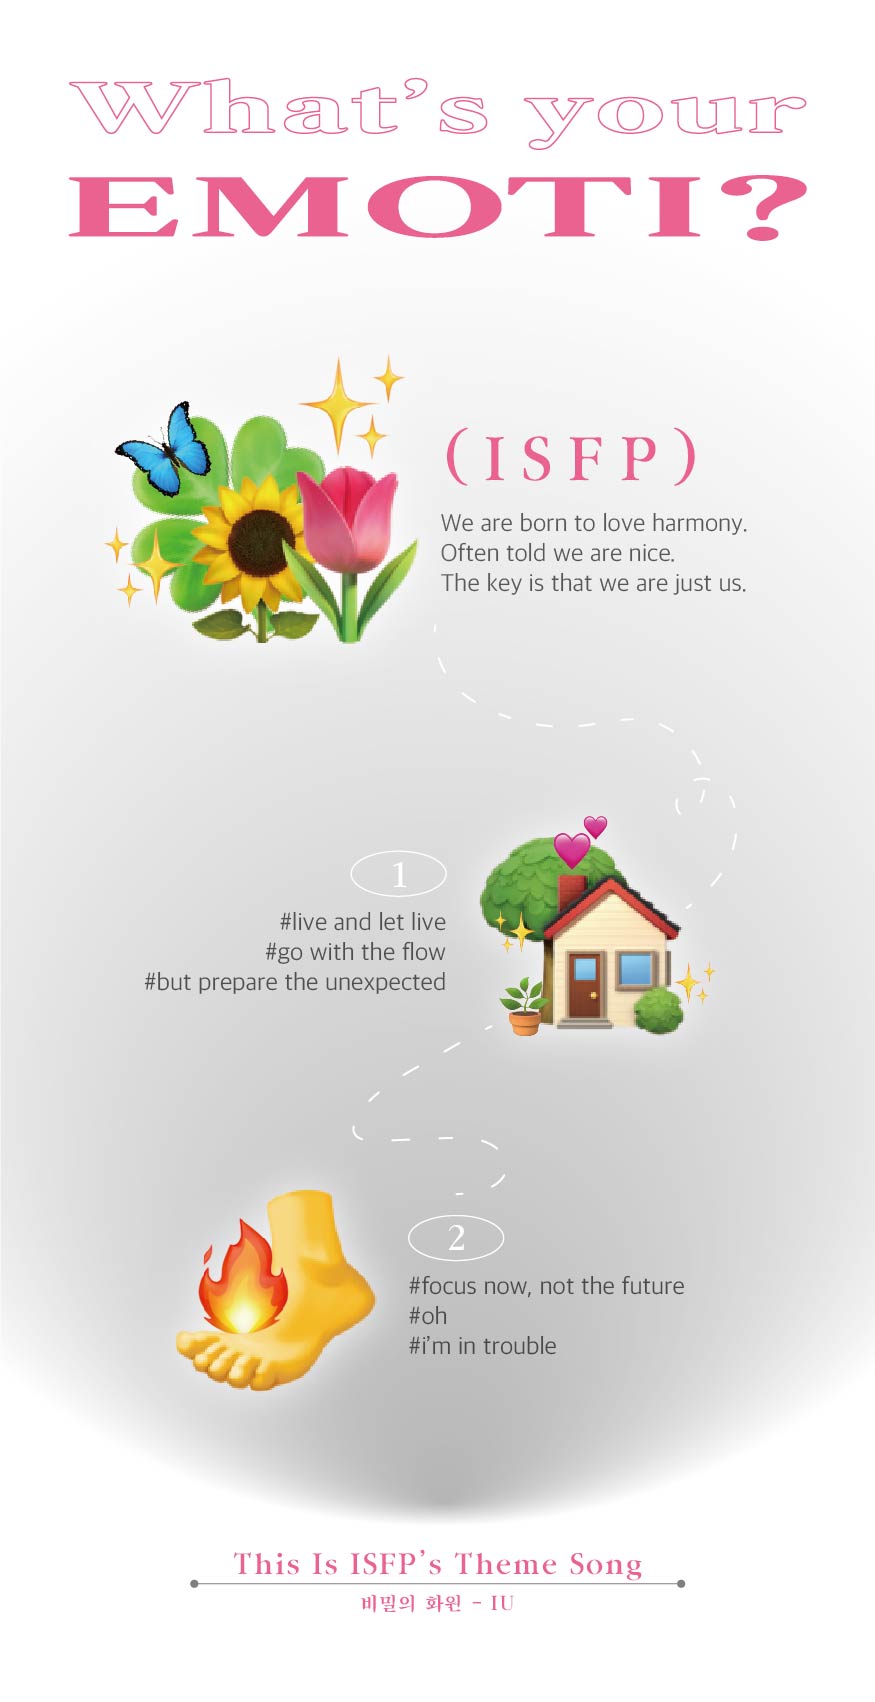 What's your
EMOTI?
(ISFP)
We are born to love harmony.
Often told we are nice.
The key is that we are just us.
1
#live and let live
#go with the flow
#but prepare the unexpected
2
#focus now, not the future
#oh
#i'm in trouble
This Is ISFP's Theme Song
비밀의 화원 - IU